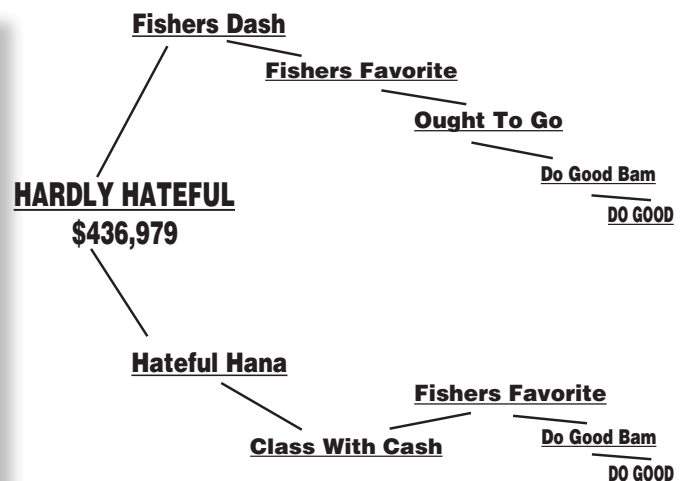 Fishers Dash
Fishers Favorite
Ought To Go
Do Good Bam
DO GOOD
HARDLY HATEFUL
$436,979
Hateful Hana
Fishers Favorite
Class With Cash
Do Good Bam
DO GOOD